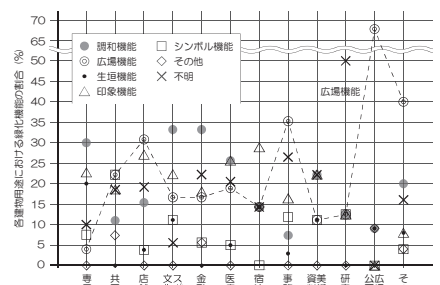 各建物用途における緑化機能の割合 (%)
70
65
55
50
45
40
35
30
25
20
15
10
5
0
調和機能
広場機能
生垣機能
印象機能
シンボル機能
その他
不明
広場機能
専 共 店 文ス 金 医 宿 事 資美 研 公広 そ